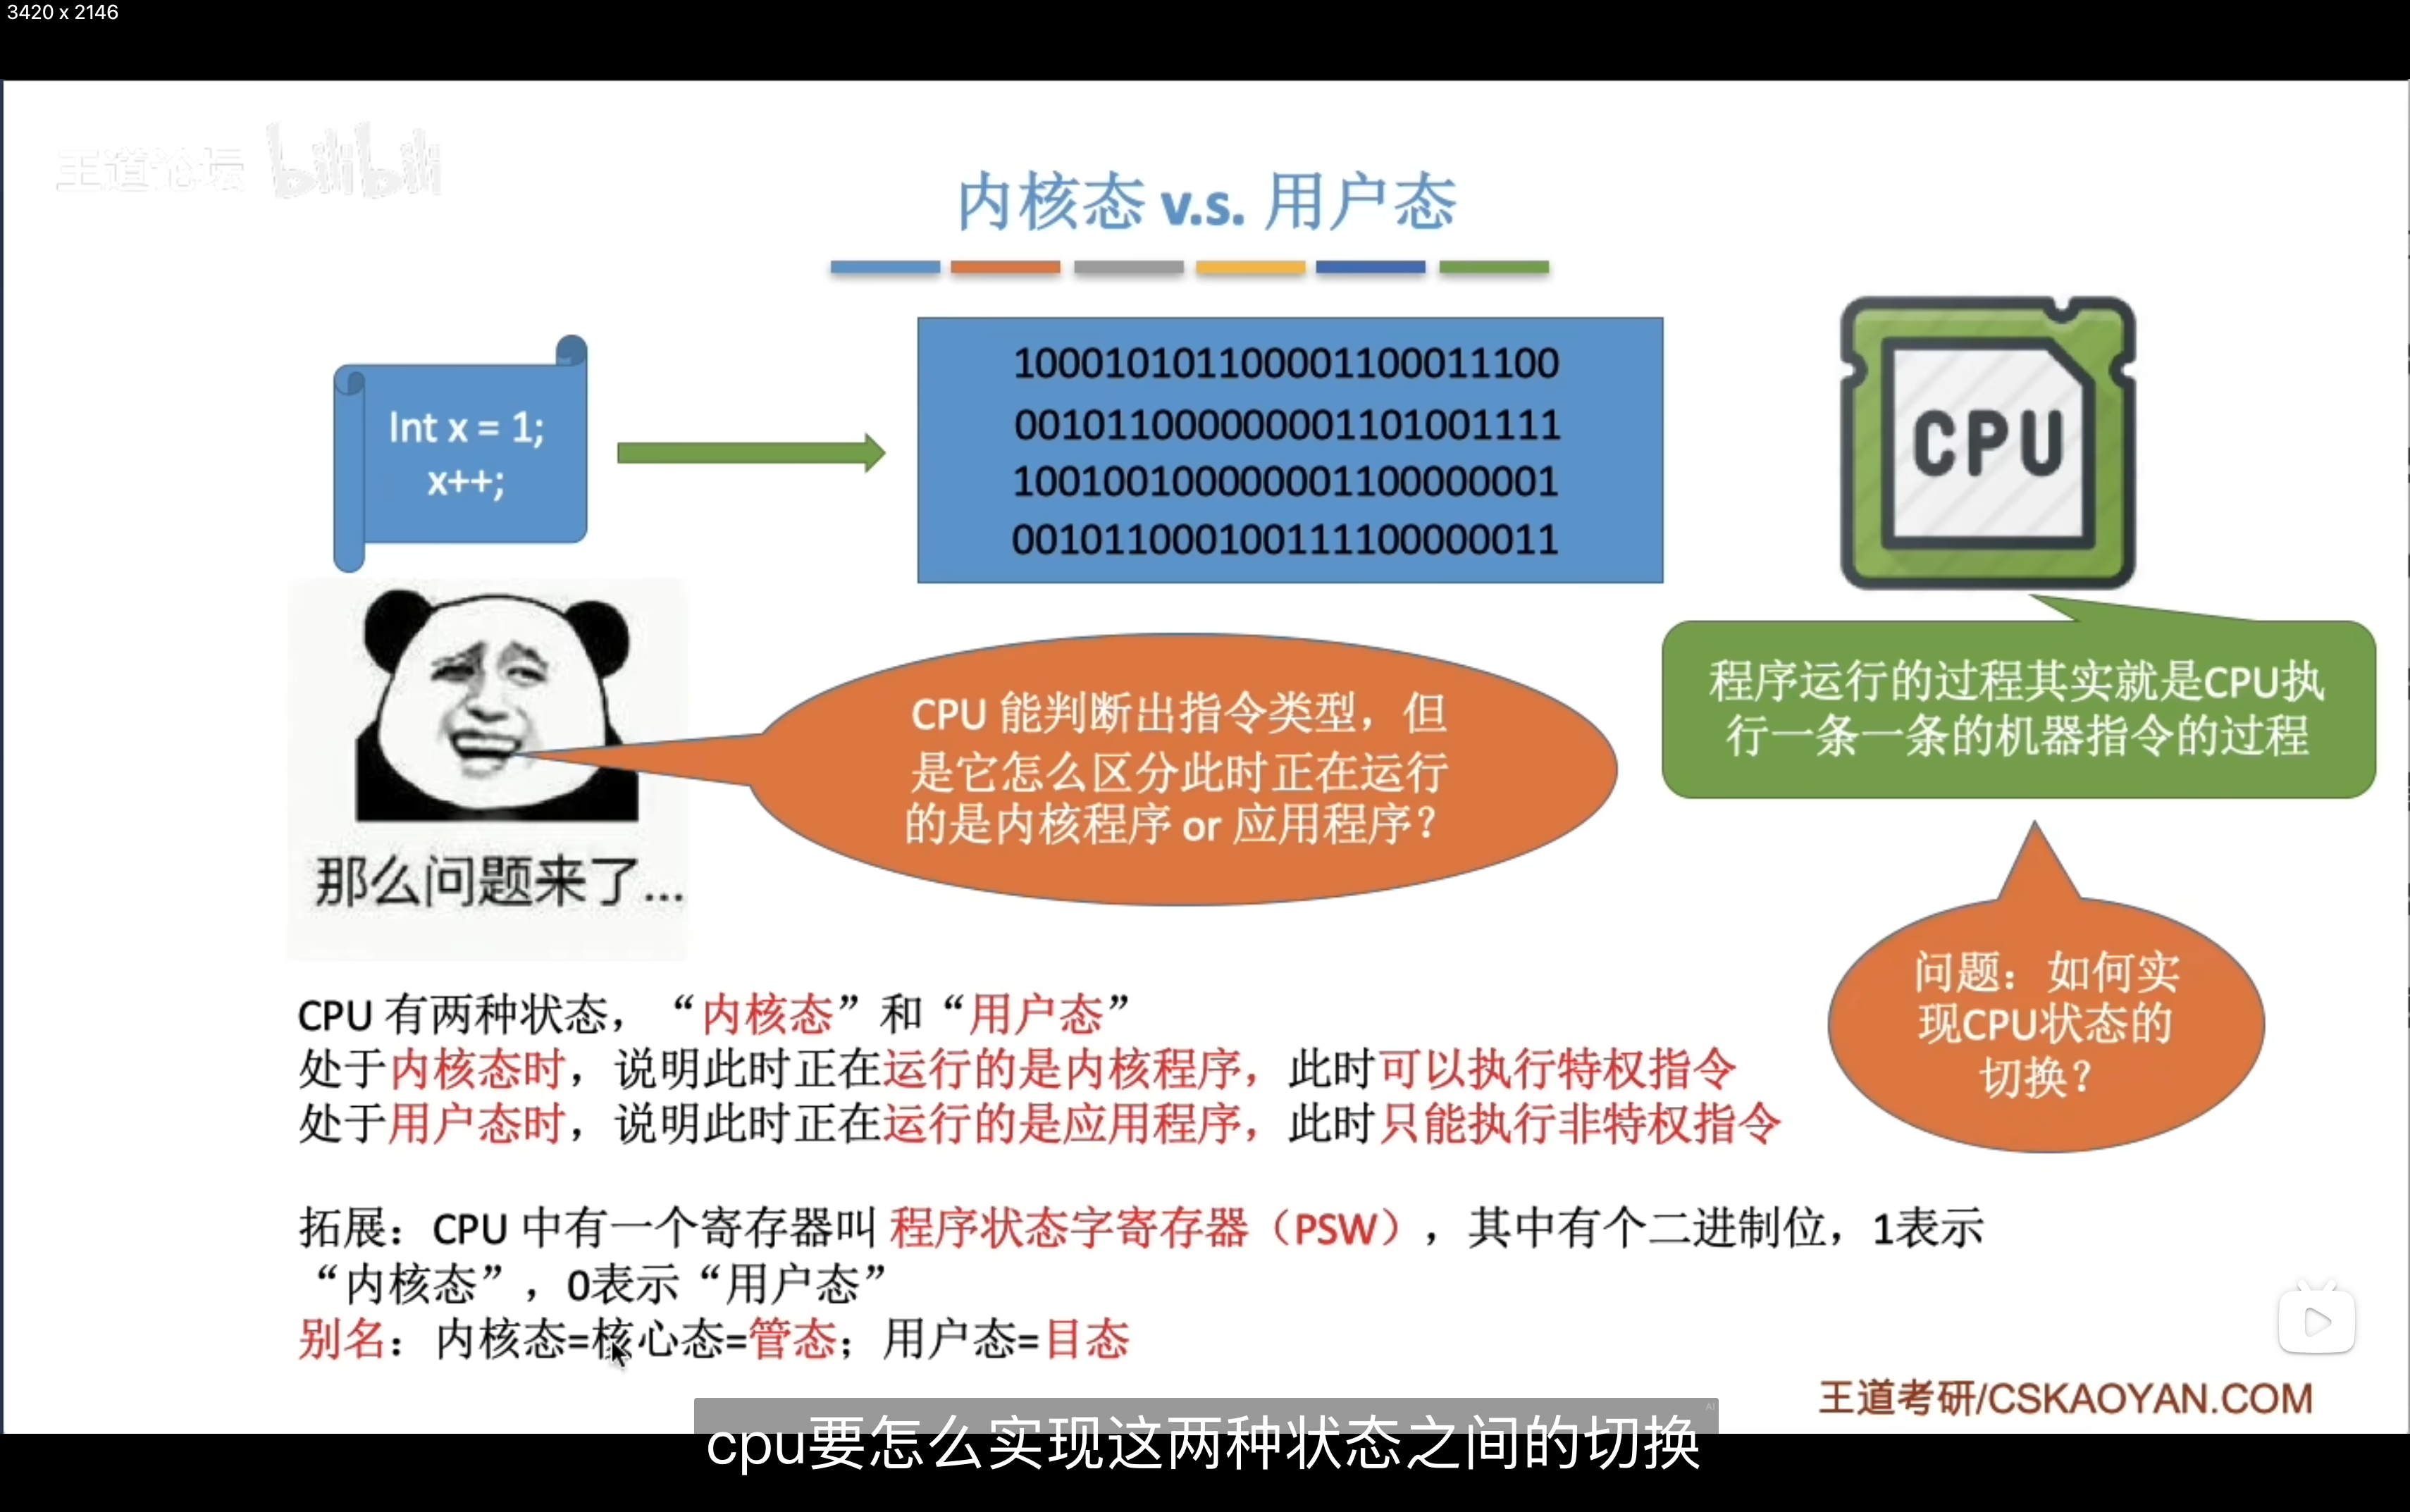 3420 x 2146
王道论坛 bilibili
内核态 v.s. 用户态
Int x = 1;
x++;
100010101100001100011100
0010110000000001101001111
1001001000000001100000001
0010110001001111100000011
CPU
程序运行的过程其实就是CPU执
行一条一条的机器指令的过程
CPU 能判断出指令类型，但
是它怎么区分此时正在运行
的是内核程序 or 应用程序？
那么问题来了...
问题：如何实
现CPU状态的
切换？
CPU 有两种状态，“内核态”和“用户态”
处于内核态时，说明此时正在运行的是内核程序，此时可以执行特权指令
处于用户态时，说明此时正在运行的是应用程序，此时只能执行非特权指令
拓展：CPU 中有一个寄存器叫 程序状态字寄存器（PSW），其中有个二进制位，1表示
“内核态”，0表示“用户态”
别名：内核态=核心态=管态；用户态=目态
王道考研/CSKAOYAN.COM
AI
cpu要怎么实现这两种状态之间的切换